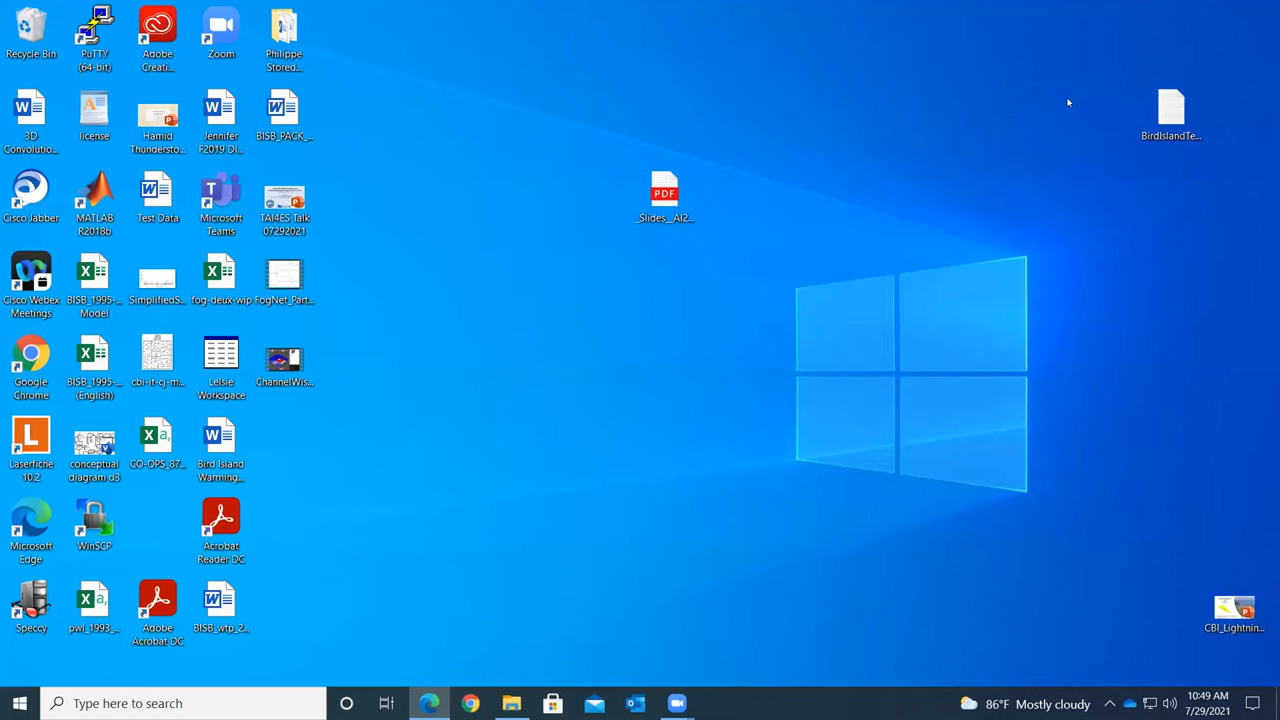 Recycle Bin
PuTTY
(64-bit)
Adobe
Creati...
Zoom
Philippe
Stored...
3D
Convolutio...
license
Hamid
Thundersto...
Jennifer
F2019 DI...
BISB_PACK_...
BirdIslandTe...
Cisco Jabber
MATLAB
R2018b
Test Data
Microsoft
Teams
TAI4ES Talk
07292021
PDF
_Slides__AI2...
Cisco Webex
Meetings
BISB_1995-...
Model
SimplifiedS...
fog-deux-wip
FogNet_Part...
Google
Chrome
BISB_1995-...
(English)
cbi-it-cj-m...
Leisie
Workspace
ChannelWis...
Laserfiche
10.2
conceptual
diagram d3
CO-OPS_87...
Bird Island
Warming...
Microsoft
Edge
WinSCP
Acrobat
Reader DC
Speccy
pwl_1993_...
Adobe
Acrobat DC
BISB_wtp_2...
CBI_Lightnin...
Type here to search
86°F Mostly cloudy
10:49 AM
7/29/2021